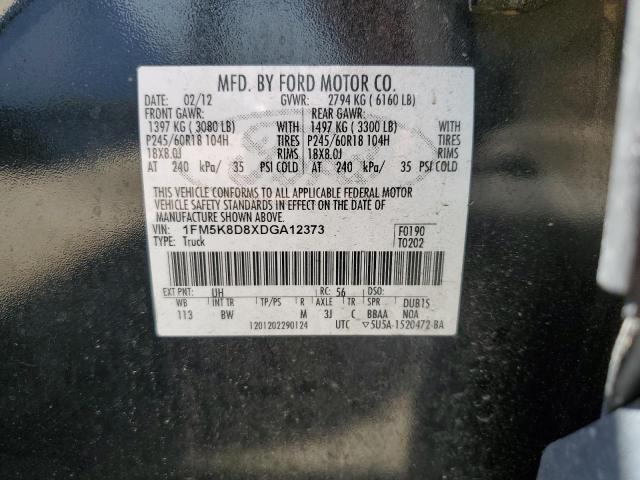 MFD. BY FORD MOTOR CO.
DATE: 02/12 GVWR: 2794 KG ( 6160 LB)
FRONT GAWR: REAR GAWR:
1397 KG ( 3080 LB) WITH 1497 KG ( 3300 LB) WITH
P245/60R18 104H TIRES P245/60R18 104H TIRES
18X8.0J RIMS 18X8.0J RIMS
AT 240 kPa/ 35 PSI COLD AT 240 kPa/ 35 PSI COLD
THIS VEHICLE CONFORMS TO ALL APPLICABLE FEDERAL MOTOR
VEHICLE SAFETY STANDARDS IN EFFECT ON THE DATE OF
MANUFACTURE SHOWN ABOVE.
VIN: 1FM5K8D8XDGA12373 F0190
TYPE: Truck T0202
EXT PNT: UH RC: 56 DSO:
WB INT TR TP/PS R AXLE TR SPR DUB1S
113 BW M 3J C BBAA NOA
1201202290124 UTC ▽5U5A-1520472-BA